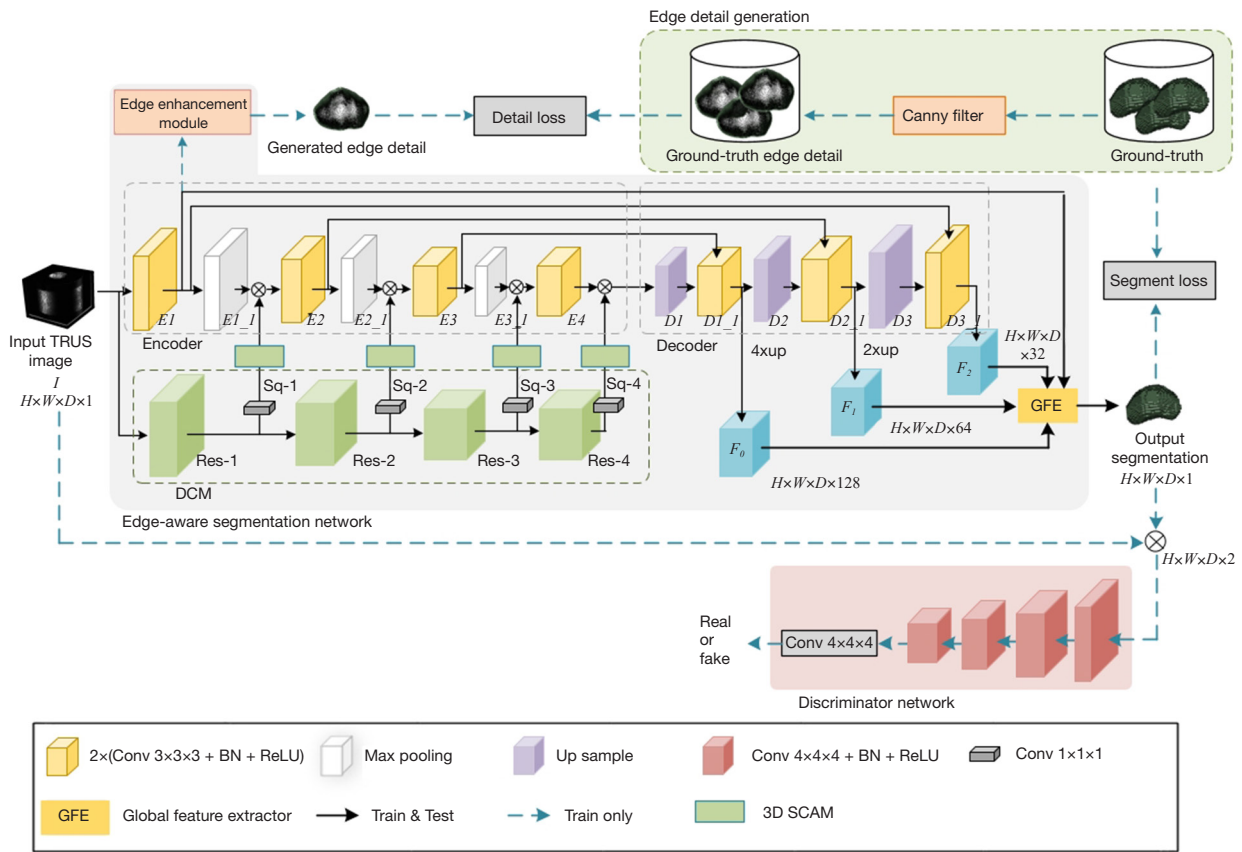 Edge detail generation
Edge enhancement
module
Generated edge detail
Detail loss
Ground-truth edge detail
Canny filter
Ground-truth
Segment loss
Input TRUS
image
I
H×W×D×1
E1
E1_1
E2
E2_1
E3
E3_1
E4
Encoder
D1
D1_1
D2
D2_1
D3
D3_1
Decoder
4xup
2xup
H×W×D
×32
F2
F1
F0
H×W×D×64
H×W×D×128
GFE
Output
segmentation
H×W×D×1
Sq-1
Sq-2
Sq-3
Sq-4
Res-1
Res-2
Res-3
Res-4
DCM
Edge-aware segmentation network
H×W×D×2
Real
or
fake
Conv 4×4×4
Discriminator network
2×(Conv 3×3×3 + BN + ReLU)
Max pooling
Up sample
Conv 4×4×4 + BN + ReLU
Conv 1×1×1
GFE
Global feature extractor
Train & Test
Train only
3D SCAM